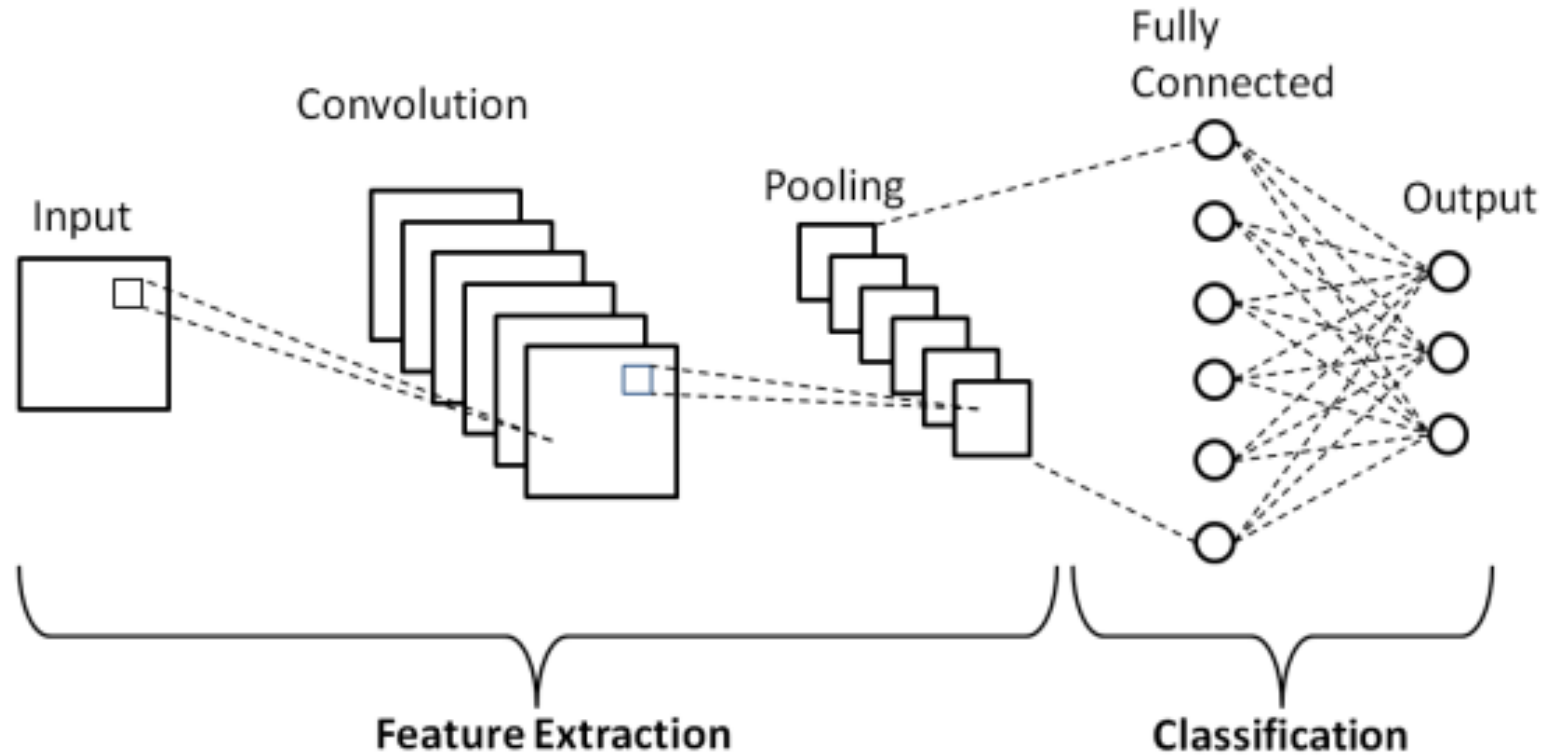 Fully
Connected
Convolution
Pooling
Output
Input
Feature Extraction
Classification